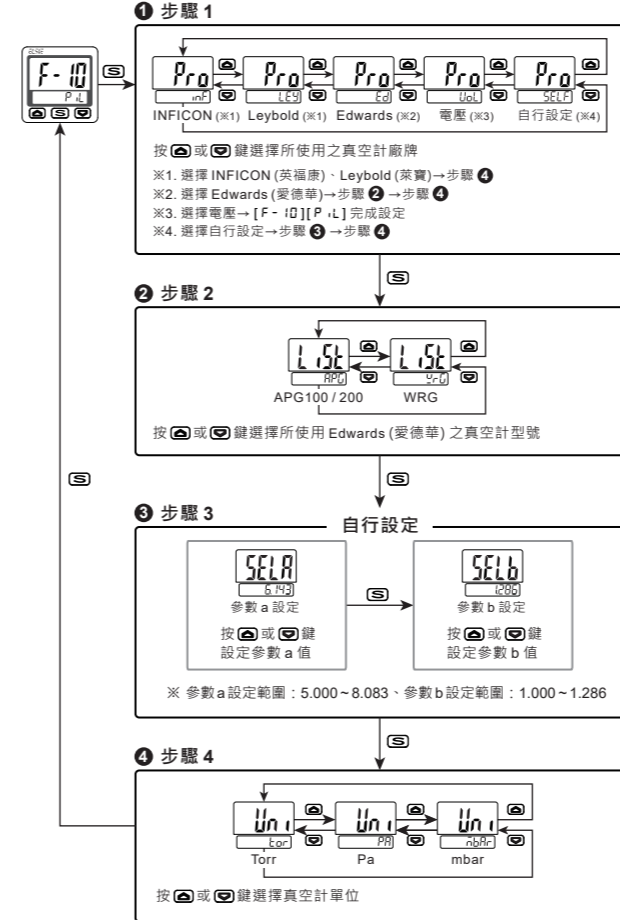 ❶ 步驟 1
F-10
PiL
S
Pro Pro Pro Pro Pro
inF LEY Ed VoL SELF
INFICON (※1) Leybold (※1) Edwards (※2) 電壓 (※3) 自行設定 (※4)
按 或 鍵選擇所使用之真空計廠牌
※1. 選擇 INFICON (英福康)、Leybold (萊寶)→步驟 ❹
※2. 選擇 Edwards (愛德華)→步驟 ❷ →步驟 ❹
※3. 選擇電壓→ [F-10][PiL] 完成設定
※4. 選擇自行設定→步驟 ❸ →步驟 ❹
S
❷ 步驟 2
LiSt LiSt
APG YrG
APG100 / 200 WRG
按 或 鍵選擇所使用 Edwards (愛德華) 之真空計型號
S
S
❸ 步驟 3
自行設定
SELA SELb
6.143 1.286
S
參數 a 設定 參數 b 設定
按 或 鍵 按 或 鍵
設定參數 a 值 設定參數 b 值
※ 參數 a 設定範圍：5.000 ~ 8.083、參數 b 設定範圍：1.000 ~ 1.286
S
❹ 步驟 4
Uni Uni Uni
tor PA mbAr
Torr Pa mbar
按 或 鍵選擇真空計單位